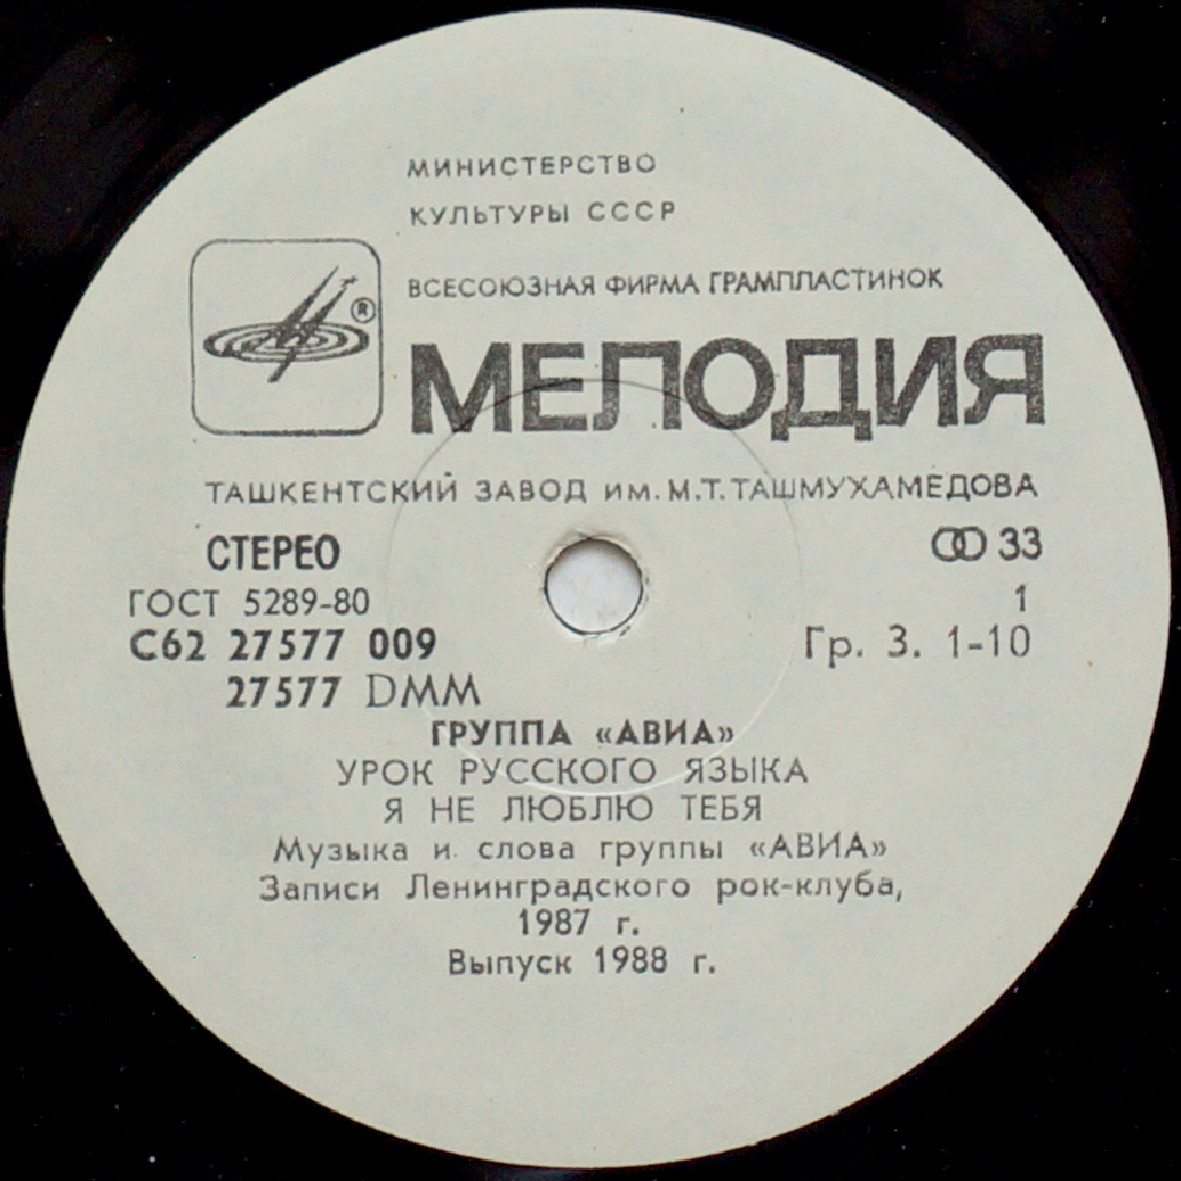 МИНИСТЕРСТВО
КУЛЬТУРЫ СССР
ВСЕСОЮЗНАЯ ФИРМА ГРАМПЛАСТИНОК
®
МЕЛОДИЯ
ТАШКЕНТСКИЙ ЗАВОД им. М.Т.ТАШМУХАМЕДОВА
СТЕРЕО 33
ГОСТ 5289-80 1
С62 27577 009 Гр. 3. 1-10
27577 DMM
ГРУППА «АВИА»
УРОК РУССКОГО ЯЗЫКА
Я НЕ ЛЮБЛЮ ТЕБЯ
Музыка и слова группы «АВИА»
Записи Ленинградского рок-клуба,
1987 г.
Выпуск 1988 г.